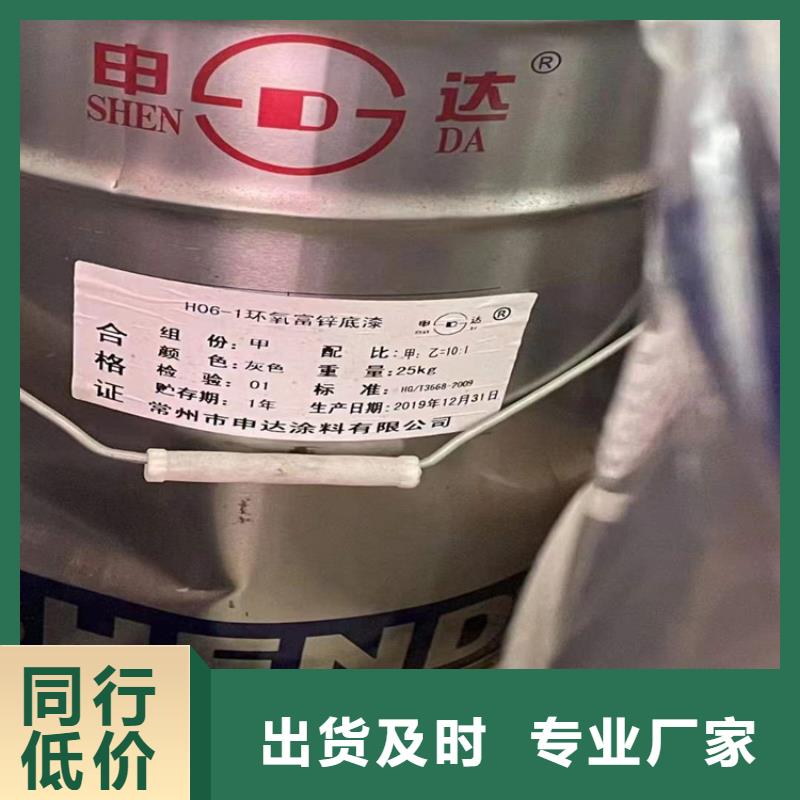 申 达®
SHEN D DA
H06-1环氧富锌底漆 申 D 达®
合格证
组 份:甲 配 比:甲:乙=10:1
颜 色:灰色 重 量:25kg
检 验:01 标 准:HG/T3668-2009
贮存期:1年 生产日期:2019年12月31日
常州市申达涂料有限公司
HEND
同行
低价
出货及时 专业厂家